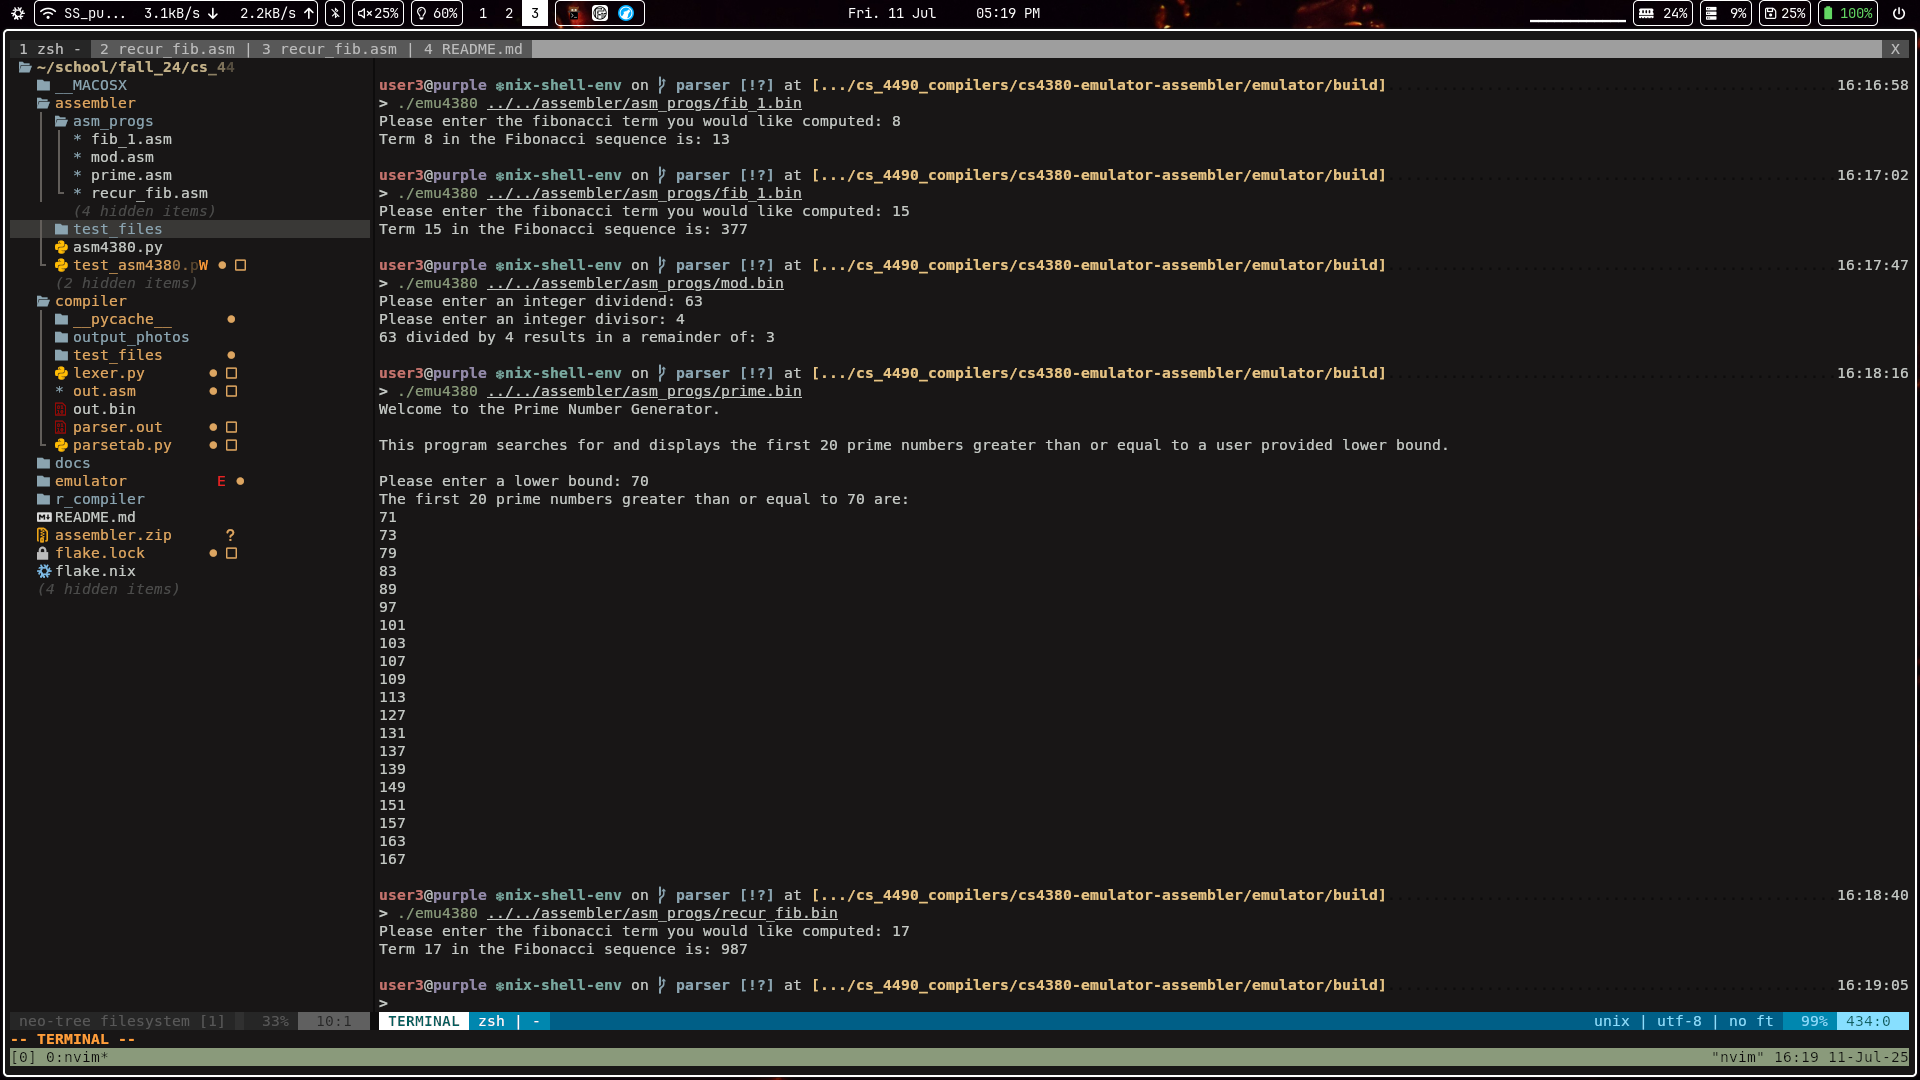 SS_pu... 3.1kB/s 2.2kB/s 25% 60% 1 2 3 Fri. 11 Jul 05:19 PM 24% 9% 25% 100%
1 zsh - 2 recur_fib.asm | 3 recur_fib.asm | 4 README.md X
~/school/fall_24/cs_44
__MACOSX
assembler
asm_progs
* fib_1.asm
* mod.asm
* prime.asm
* recur_fib.asm
(4 hidden items)
test_files
asm4380.py
test_asm4380.pW
(2 hidden items)
compiler
__pycache__
output_photos
test_files
lexer.py
* out.asm
out.bin
parser.out
parsetab.py
docs
emulator E
r_compiler
README.md
assembler.zip ?
flake.lock
flake.nix
(4 hidden items)
user3@purple nix-shell-env on parser [!?] at [.../cs_4490_compilers/cs4380-emulator-assembler/emulator/build] 16:16:58
> ./emu4380 ../../assembler/asm_progs/fib_1.bin
Please enter the fibonacci term you would like computed: 8
Term 8 in the Fibonacci sequence is: 13
user3@purple nix-shell-env on parser [!?] at [.../cs_4490_compilers/cs4380-emulator-assembler/emulator/build] 16:17:02
> ./emu4380 ../../assembler/asm_progs/fib_1.bin
Please enter the fibonacci term you would like computed: 15
Term 15 in the Fibonacci sequence is: 377
user3@purple nix-shell-env on parser [!?] at [.../cs_4490_compilers/cs4380-emulator-assembler/emulator/build] 16:17:47
> ./emu4380 ../../assembler/asm_progs/mod.bin
Please enter an integer dividend: 63
Please enter an integer divisor: 4
63 divided by 4 results in a remainder of: 3
user3@purple nix-shell-env on parser [!?] at [.../cs_4490_compilers/cs4380-emulator-assembler/emulator/build] 16:18:16
> ./emu4380 ../../assembler/asm_progs/prime.bin
Welcome to the Prime Number Generator.
This program searches for and displays the first 20 prime numbers greater than or equal to a user provided lower bound.
Please enter a lower bound: 70
The first 20 prime numbers greater than or equal to 70 are:
71
73
79
83
89
97
101
103
107
109
113
127
131
137
139
149
151
157
163
167
user3@purple nix-shell-env on parser [!?] at [.../cs_4490_compilers/cs4380-emulator-assembler/emulator/build] 16:18:40
> ./emu4380 ../../assembler/asm_progs/recur_fib.bin
Please enter the fibonacci term you would like computed: 17
Term 17 in the Fibonacci sequence is: 987
user3@purple nix-shell-env on parser [!?] at [.../cs_4490_compilers/cs4380-emulator-assembler/emulator/build] 16:19:05
>
neo-tree filesystem [1] 33% 10:1 TERMINAL zsh | - unix | utf-8 | no ft 99% 434:0
-- TERMINAL --
[0] 0:nvim* "nvim" 16:19 11-Jul-25